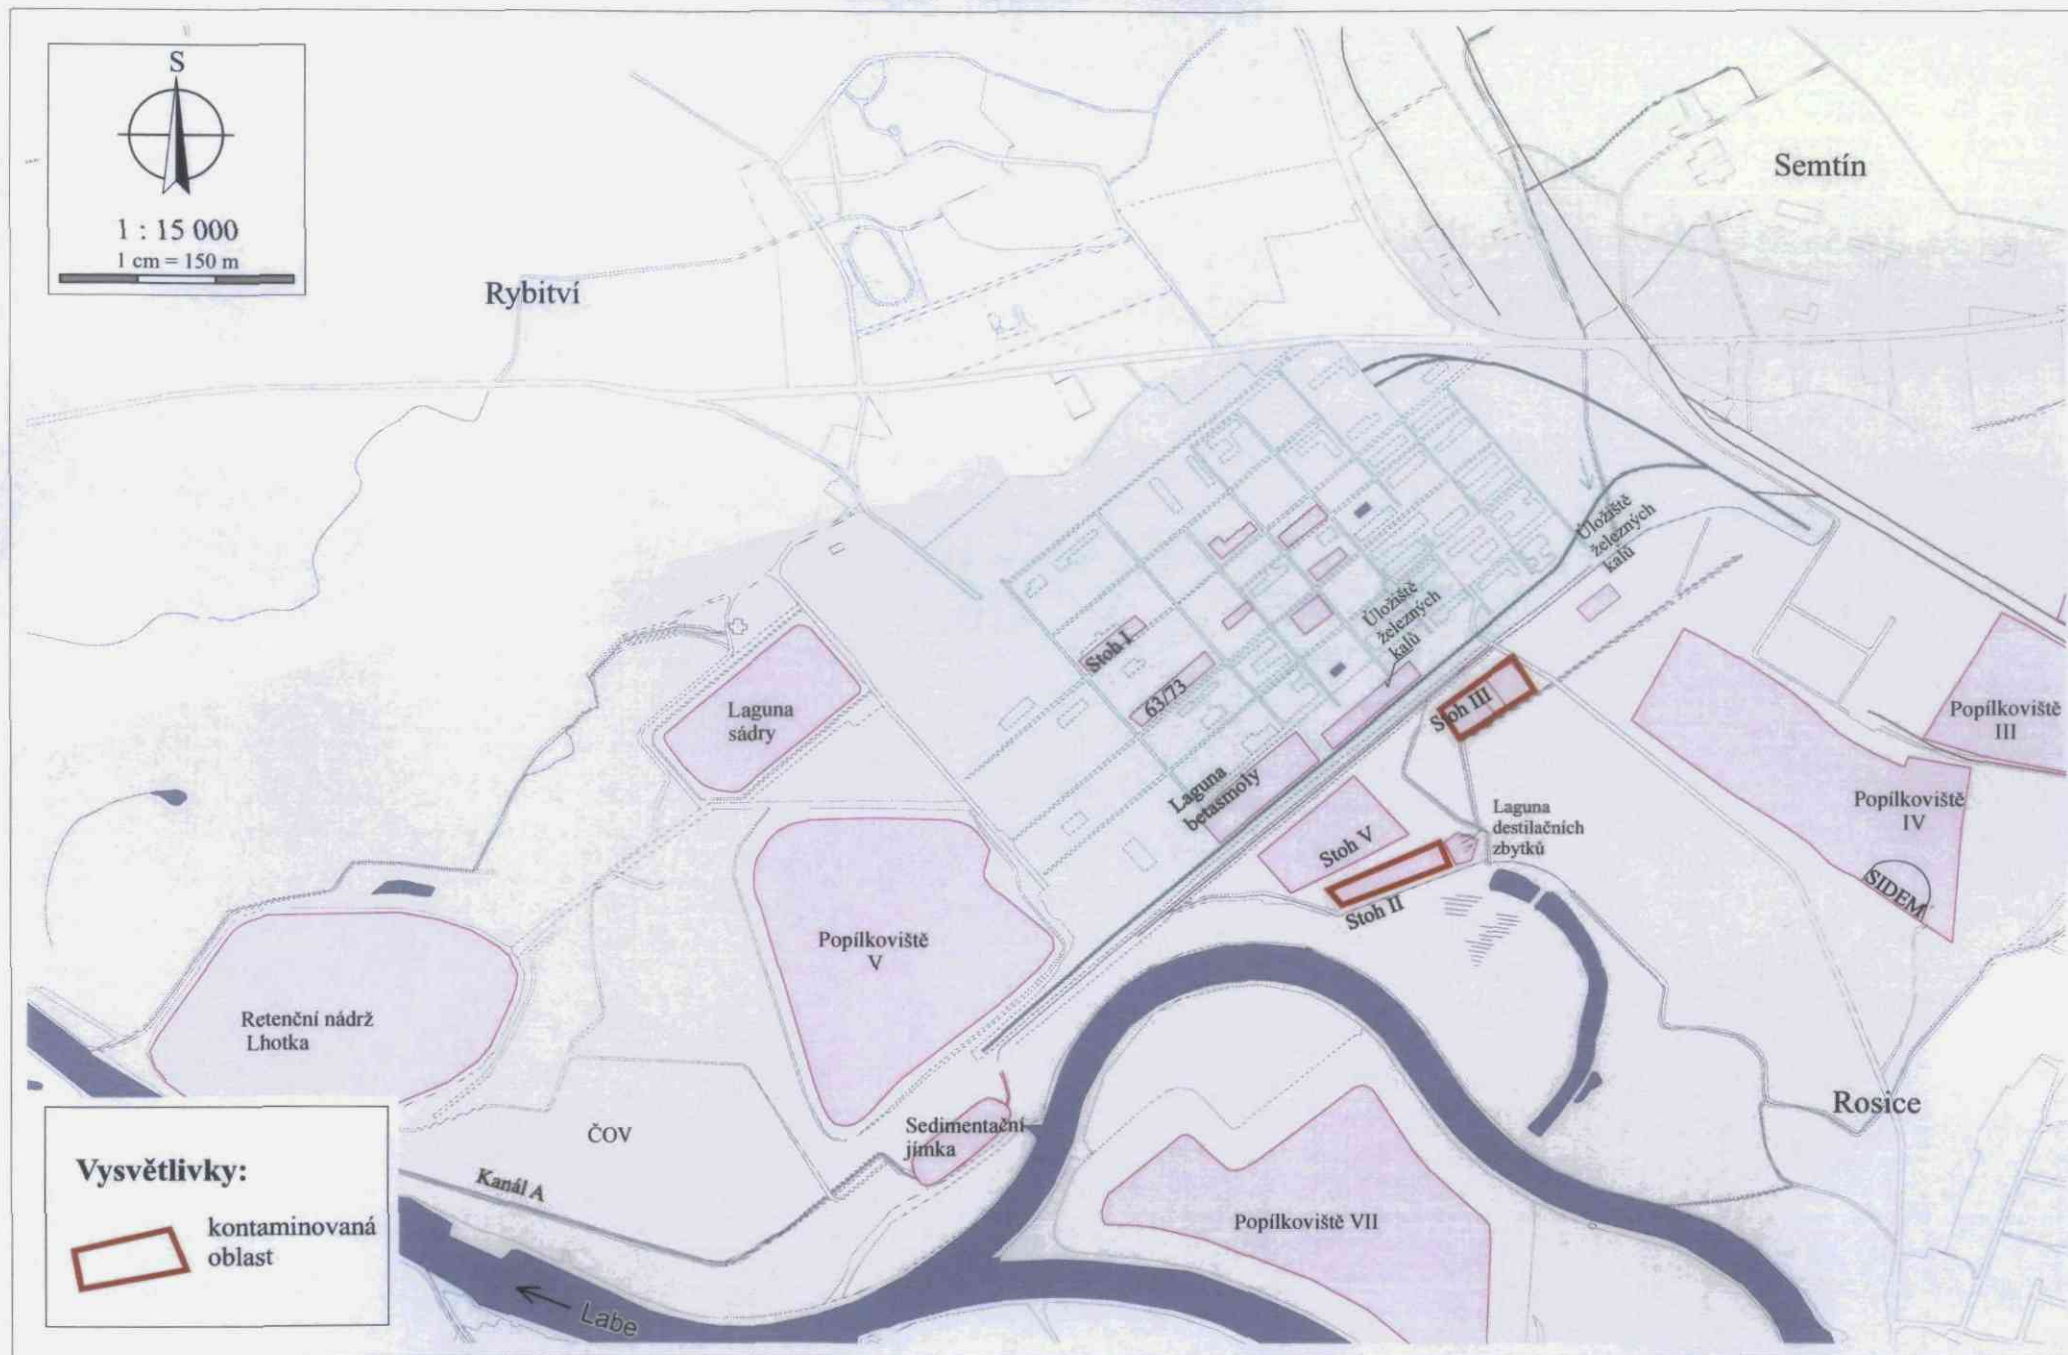 S
1 : 15 000
1 cm = 150 m
Semtín
Rybitví
Úložiště
železných
kalů
Úložiště
železných
kalů
Stoh I
63/73
Stoh III
Laguna
sádry
Popílkoviště
III
Laguna
betasmoly
Popílkoviště
IV
Laguna
destilačních
zbytků
Stoh V
SIDEM
Stoh II
Popílkoviště
V
Retenční nádrž
Lhotka
Rosice
Sedimentační
jímka
ČOV
Kanál A
Popílkoviště VII
Labe
Vysvětlivky:
kontaminovaná
oblast